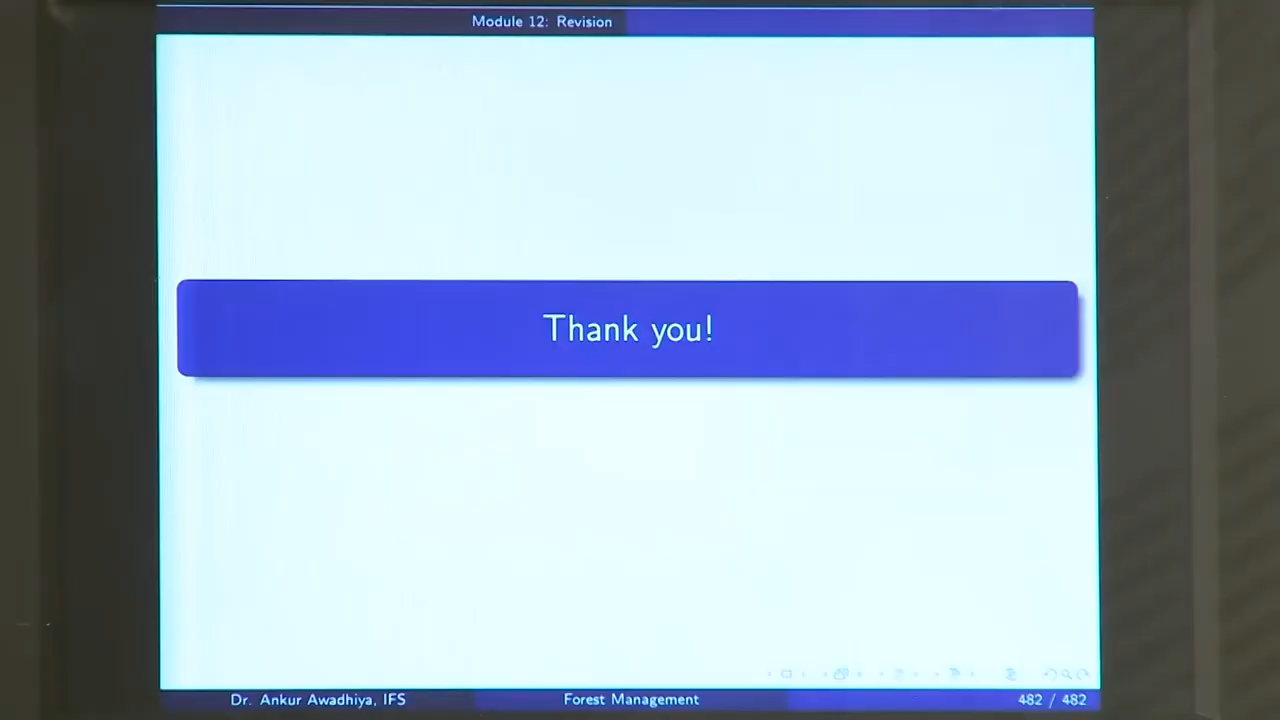 Module 12: Revision
Thank you!
Dr. Ankur Awadhiya, IFS
Forest Management
482 / 482